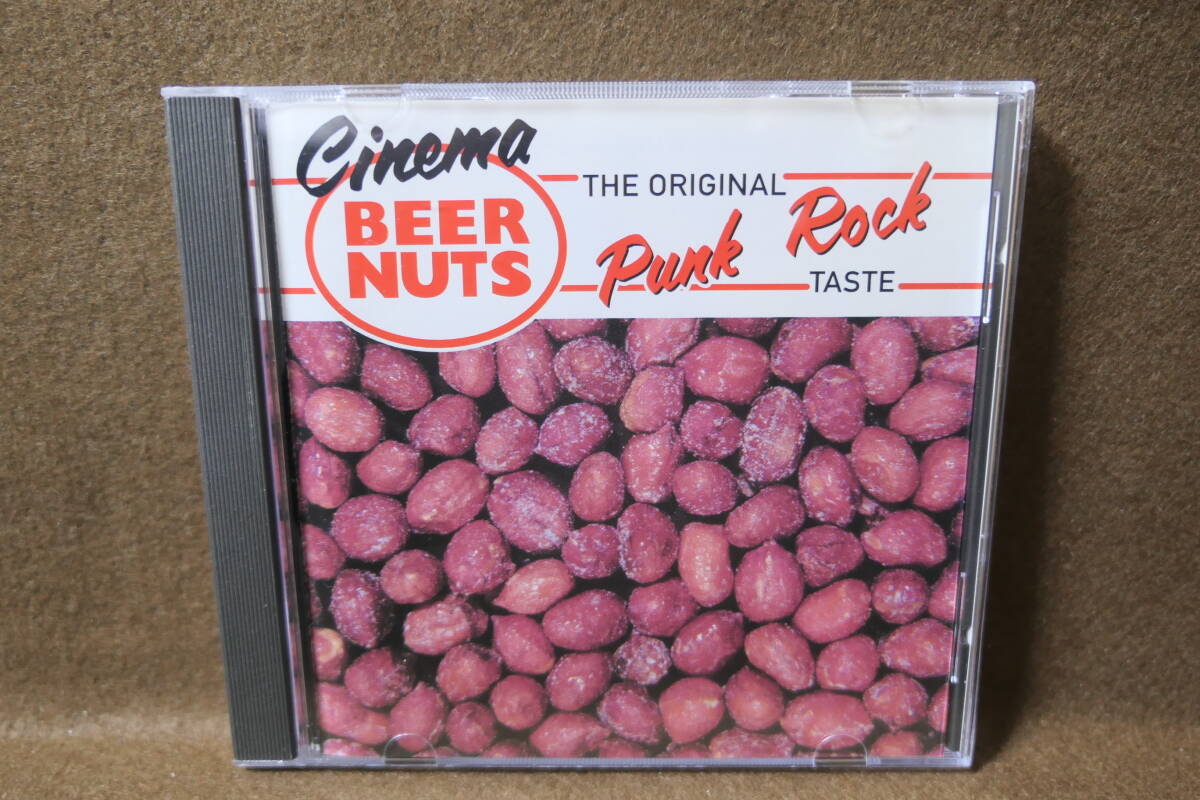 Cinema
BEER
NUTS
THE ORIGINAL
Punk Rock
TASTE